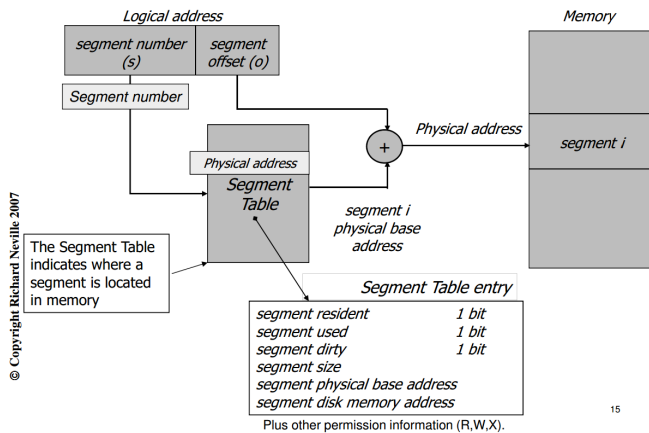 Logical address
Memory
segment number
(s)
segment
offset (o)
Segment number
Physical address
+
Physical address
segment i
Segment
Table
segment i
physical base
address
The Segment Table
indicates where a
segment is located
in memory
Segment Table entry
segment resident 1 bit
segment used 1 bit
segment dirty 1 bit
segment size
segment physical base address
segment disk memory address
Plus other permission information (R,W,X).
15
© Copyright Richard Neville 2007